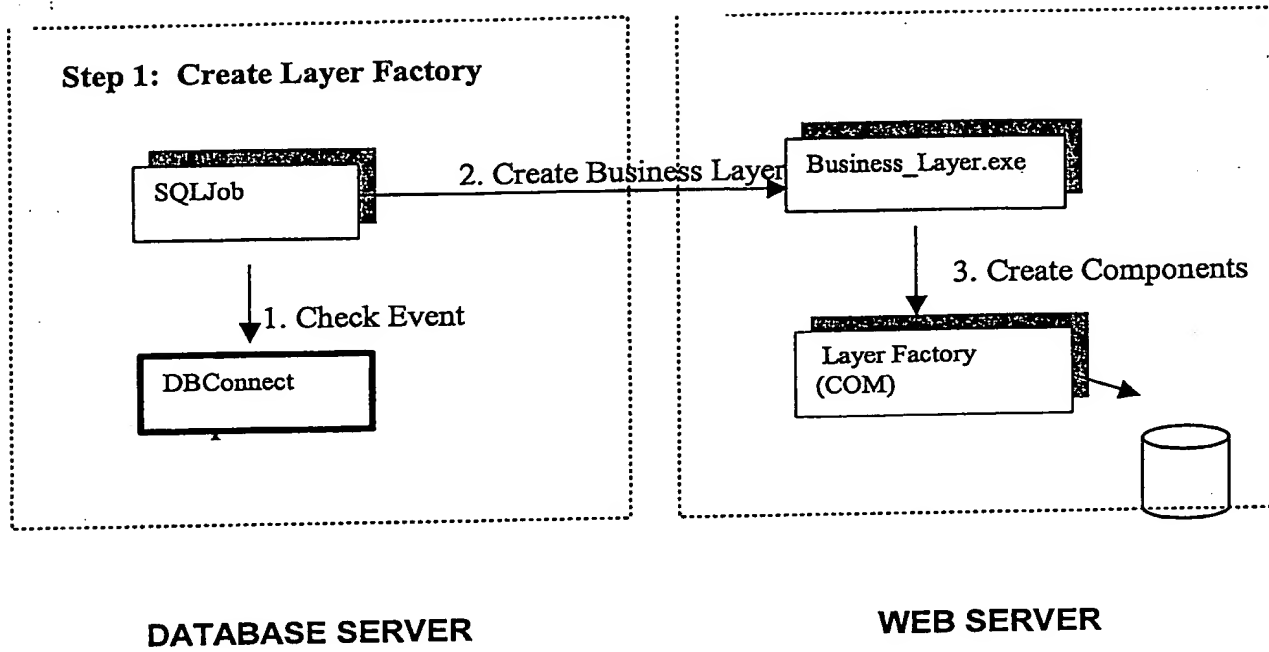 Step 1: Create Layer Factory
SQLJob
2. Create Business Layer
Business_Layer.exe
1. Check Event
3. Create Components
DBConnect
Layer Factory
(COM)
DATABASE SERVER
WEB SERVER